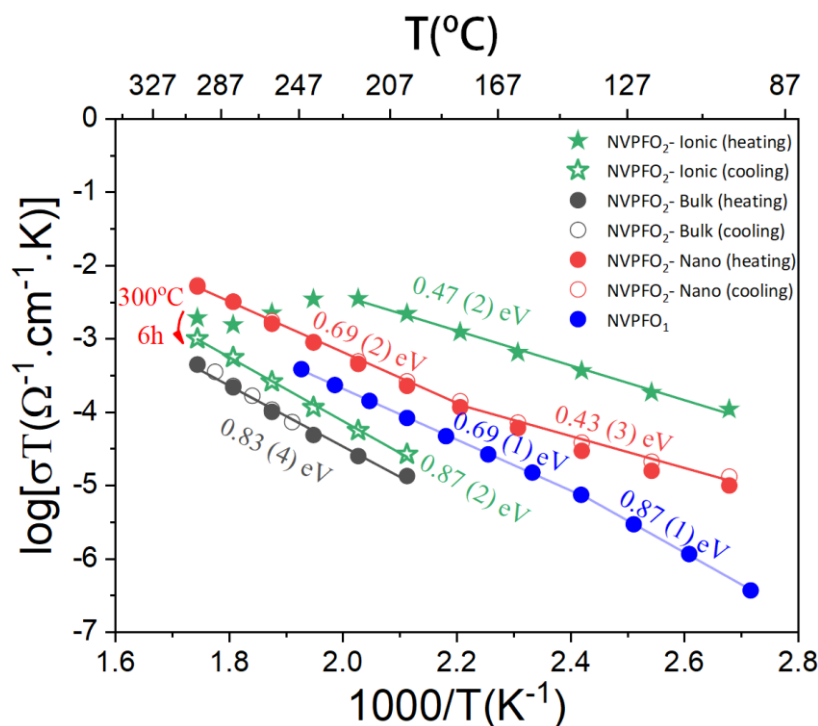 T(ºC)
327 287 247 207 167 127 87
0
-1
-2
-3
-4
-5
-6
-7
log[σT(Ω⁻¹.cm⁻¹.K)]
NVPFO₂- Ionic (heating)
NVPFO₂- Ionic (cooling)
NVPFO₂- Bulk (heating)
NVPFO₂- Bulk (cooling)
NVPFO₂- Nano (heating)
NVPFO₂- Nano (cooling)
NVPFO₁
300ºC
6h
0.47 (2) eV
0.69 (2) eV
0.43 (3) eV
0.69 (1) eV
0.83 (4) eV
0.87 (2) eV
0.87 (1) eV
1.6 1.8 2.0 2.2 2.4 2.6 2.8
1000/T(K⁻¹)